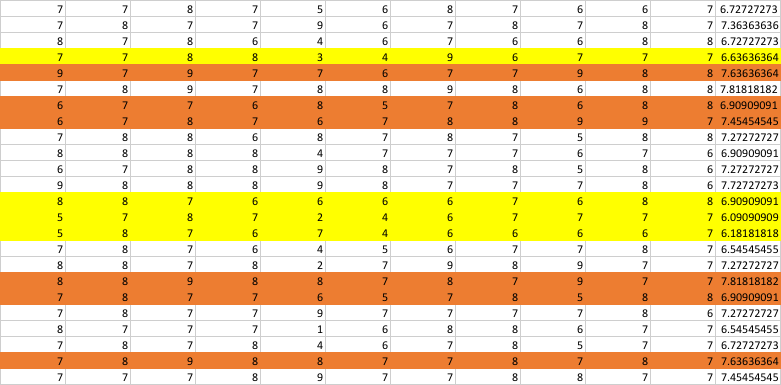 7 7 8 7 5 6 8 7 6 6 7 6.72727273
7 8 7 7 9 6 7 8 7 8 7 7.36363636
8 7 8 6 4 6 7 6 6 8 8 6.72727273
7 7 8 8 3 4 9 6 7 7 7 6.63636364
9 7 9 7 7 6 7 7 9 8 8 7.63636364
7 8 9 7 8 8 9 8 6 8 8 7.81818182
6 7 7 6 8 5 7 8 6 8 8 6.90909091
6 7 8 7 6 7 8 8 9 9 7 7.45454545
7 8 8 6 8 7 8 7 5 8 8 7.27272727
8 8 8 8 4 7 7 7 6 7 6 6.90909091
6 7 8 8 9 8 7 8 5 8 6 7.27272727
9 8 8 8 9 8 7 7 7 8 6 7.72727273
8 8 7 6 6 6 6 7 6 8 8 6.90909091
5 7 8 7 2 4 6 7 7 7 7 6.09090909
5 8 7 6 7 4 6 6 6 6 7 6.18181818
7 8 7 6 4 5 6 7 7 8 7 6.54545455
8 8 7 8 2 7 9 8 9 7 7 7.27272727
8 8 9 8 8 7 8 7 9 7 7 7.81818182
7 8 7 7 6 5 7 8 5 8 8 6.90909091
7 8 7 7 9 7 7 7 7 8 6 7.27272727
8 7 7 7 1 6 8 8 6 7 7 6.54545455
7 8 7 8 4 6 7 8 5 7 7 6.72727273
7 8 9 8 8 7 7 8 7 8 7 7.63636364
7 7 7 8 9 7 7 8 8 7 7 7.45454545